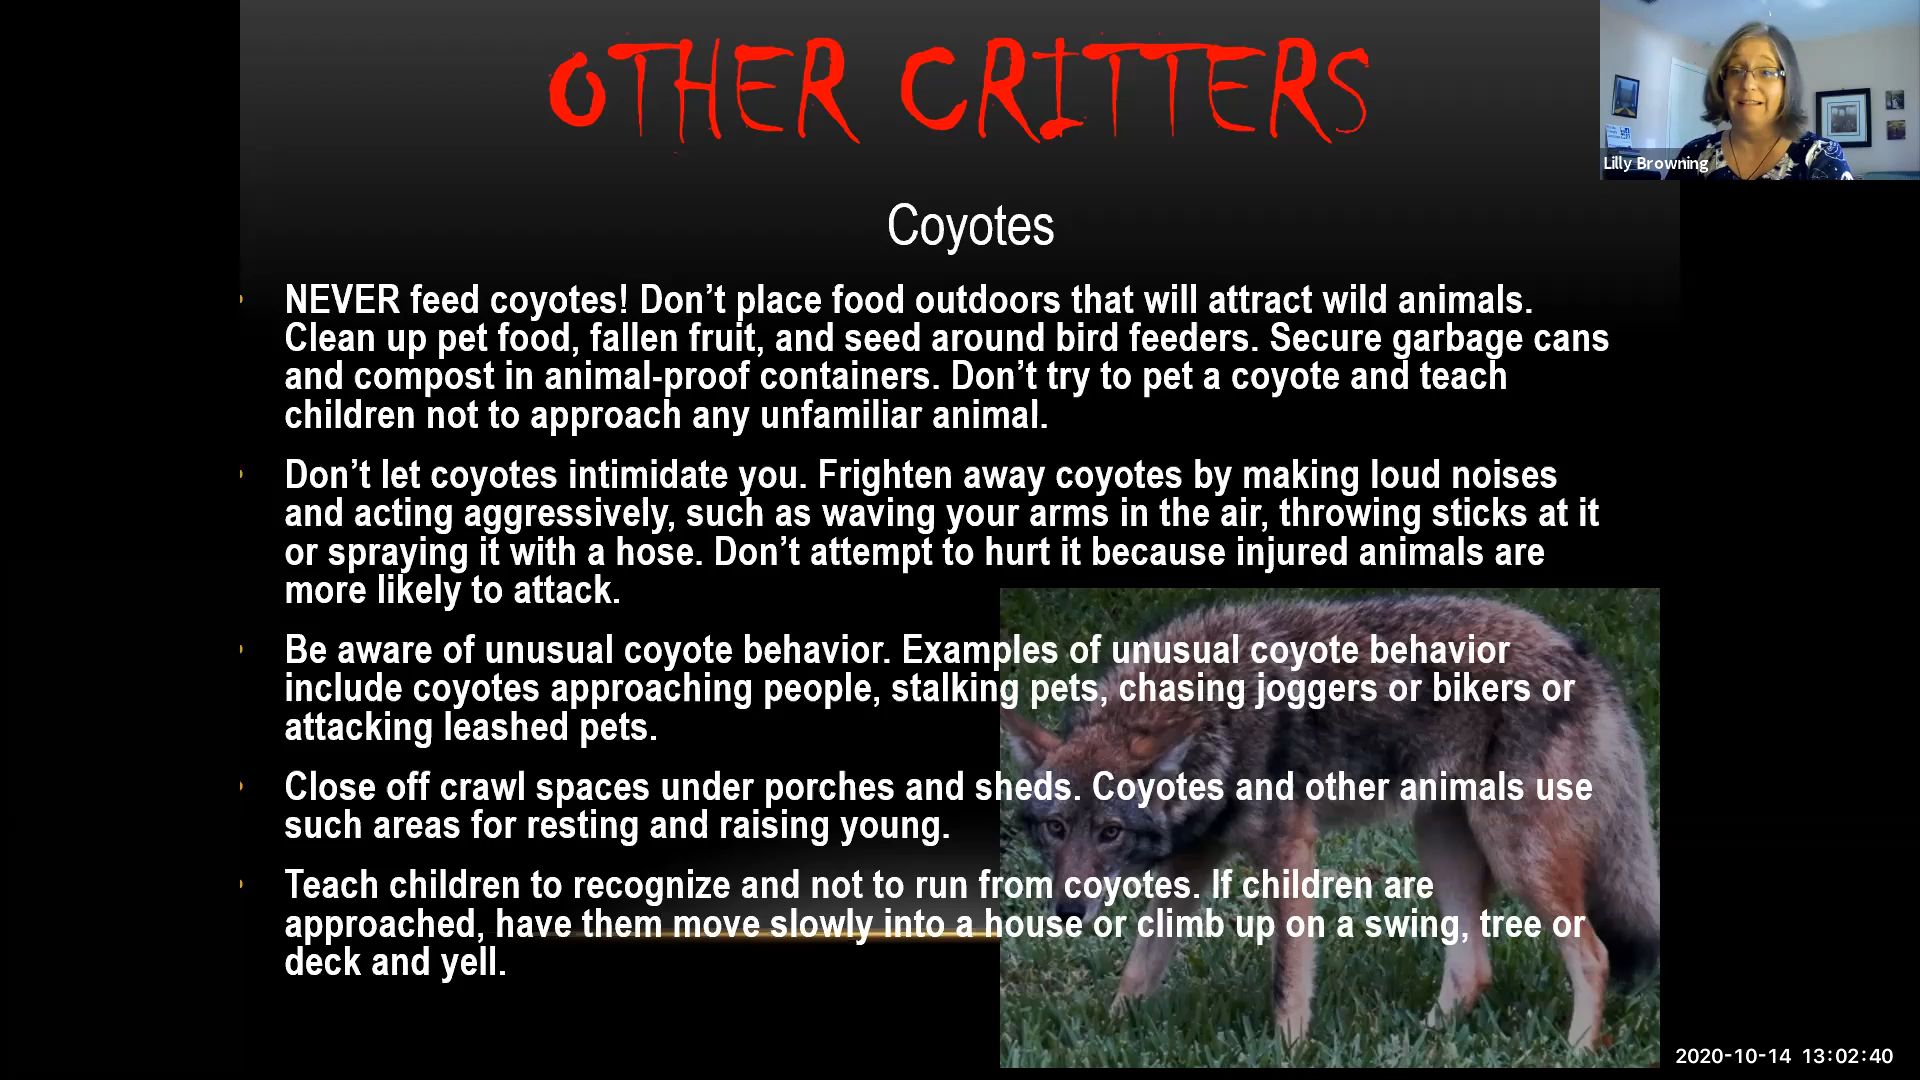 OTHER CRITTERS
Lilly Browning
Coyotes
NEVER feed coyotes! Don’t place food outdoors that will attract wild animals.
Clean up pet food, fallen fruit, and seed around bird feeders. Secure garbage cans
and compost in animal-proof containers. Don’t try to pet a coyote and teach
children not to approach any unfamiliar animal.
Don’t let coyotes intimidate you. Frighten away coyotes by making loud noises
and acting aggressively, such as waving your arms in the air, throwing sticks at it
or spraying it with a hose. Don’t attempt to hurt it because injured animals are
more likely to attack.
Be aware of unusual coyote behavior. Examples of unusual coyote behavior
include coyotes approaching people, stalking pets, chasing joggers or bikers or
attacking leashed pets.
Close off crawl spaces under porches and sheds. Coyotes and other animals use
such areas for resting and raising young.
Teach children to recognize and not to run from coyotes. If children are
approached, have them move slowly into a house or climb up on a swing, tree or
deck and yell.
2020-10-14 13:02:40